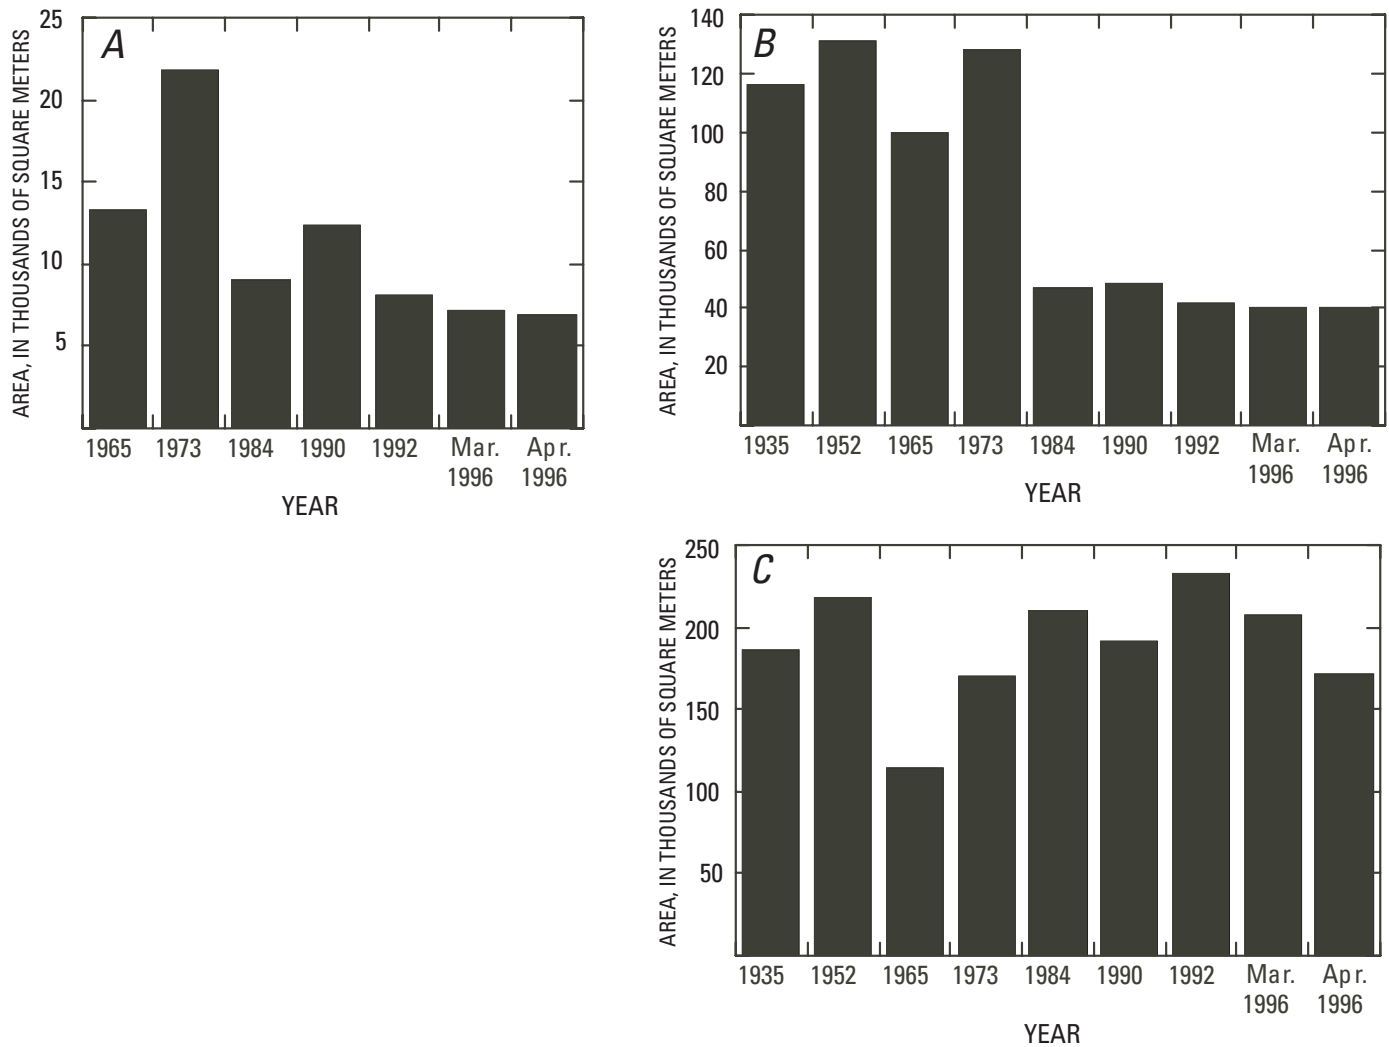 A
AREA, IN THOUSANDS OF SQUARE METERS
25
20
15
10
5
1965 1973 1984 1990 1992 Mar. 1996 Apr. 1996
YEAR
B
AREA, IN THOUSANDS OF SQUARE METERS
140
120
100
80
60
40
20
1935 1952 1965 1973 1984 1990 1992 Mar. 1996 Apr. 1996
YEAR
C
AREA, IN THOUSANDS OF SQUARE METERS
250
200
150
100
50
1935 1952 1965 1973 1984 1990 1992 Mar. 1996 Apr. 1996
YEAR